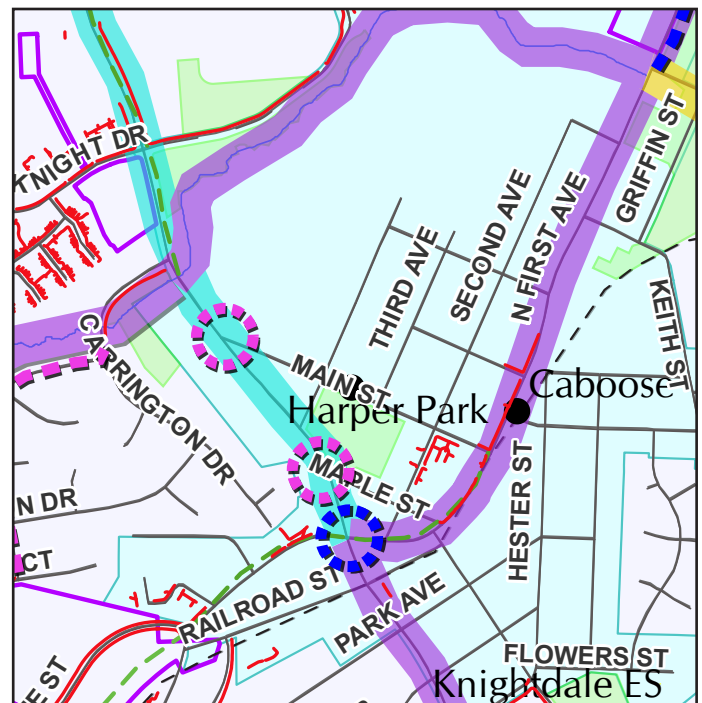 KNIGHT DR
GRIFFIN ST
SECOND AVE
N FIRST AVE
THIRD AVE
KEITH ST
CARRINGTON DR
MAIN ST
Caboose
Harper Park
MAPLE ST
HESTER ST
N DR
CT
RAILROAD ST
PARK AVE
FLOWERS ST
E ST
Knightdale ES